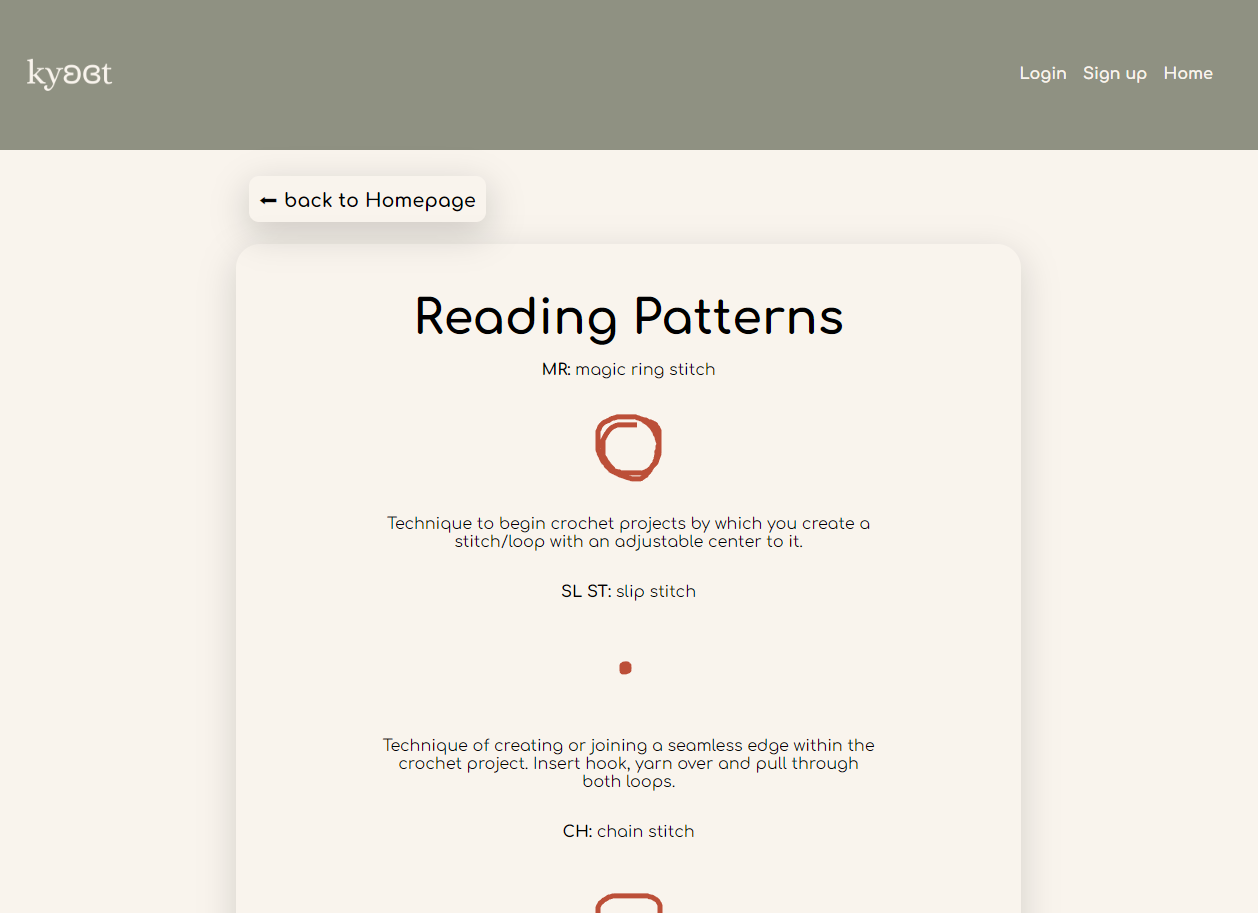 kyʚɞt
Login Sign up Home
⬅ back to Homepage
Reading Patterns
MR: magic ring stitch
Technique to begin crochet projects by which you create a
stitch/loop with an adjustable center to it.
SL ST: slip stitch
Technique of creating or joining a seamless edge within the
crochet project. Insert hook, yarn over and pull through
both loops.
CH: chain stitch